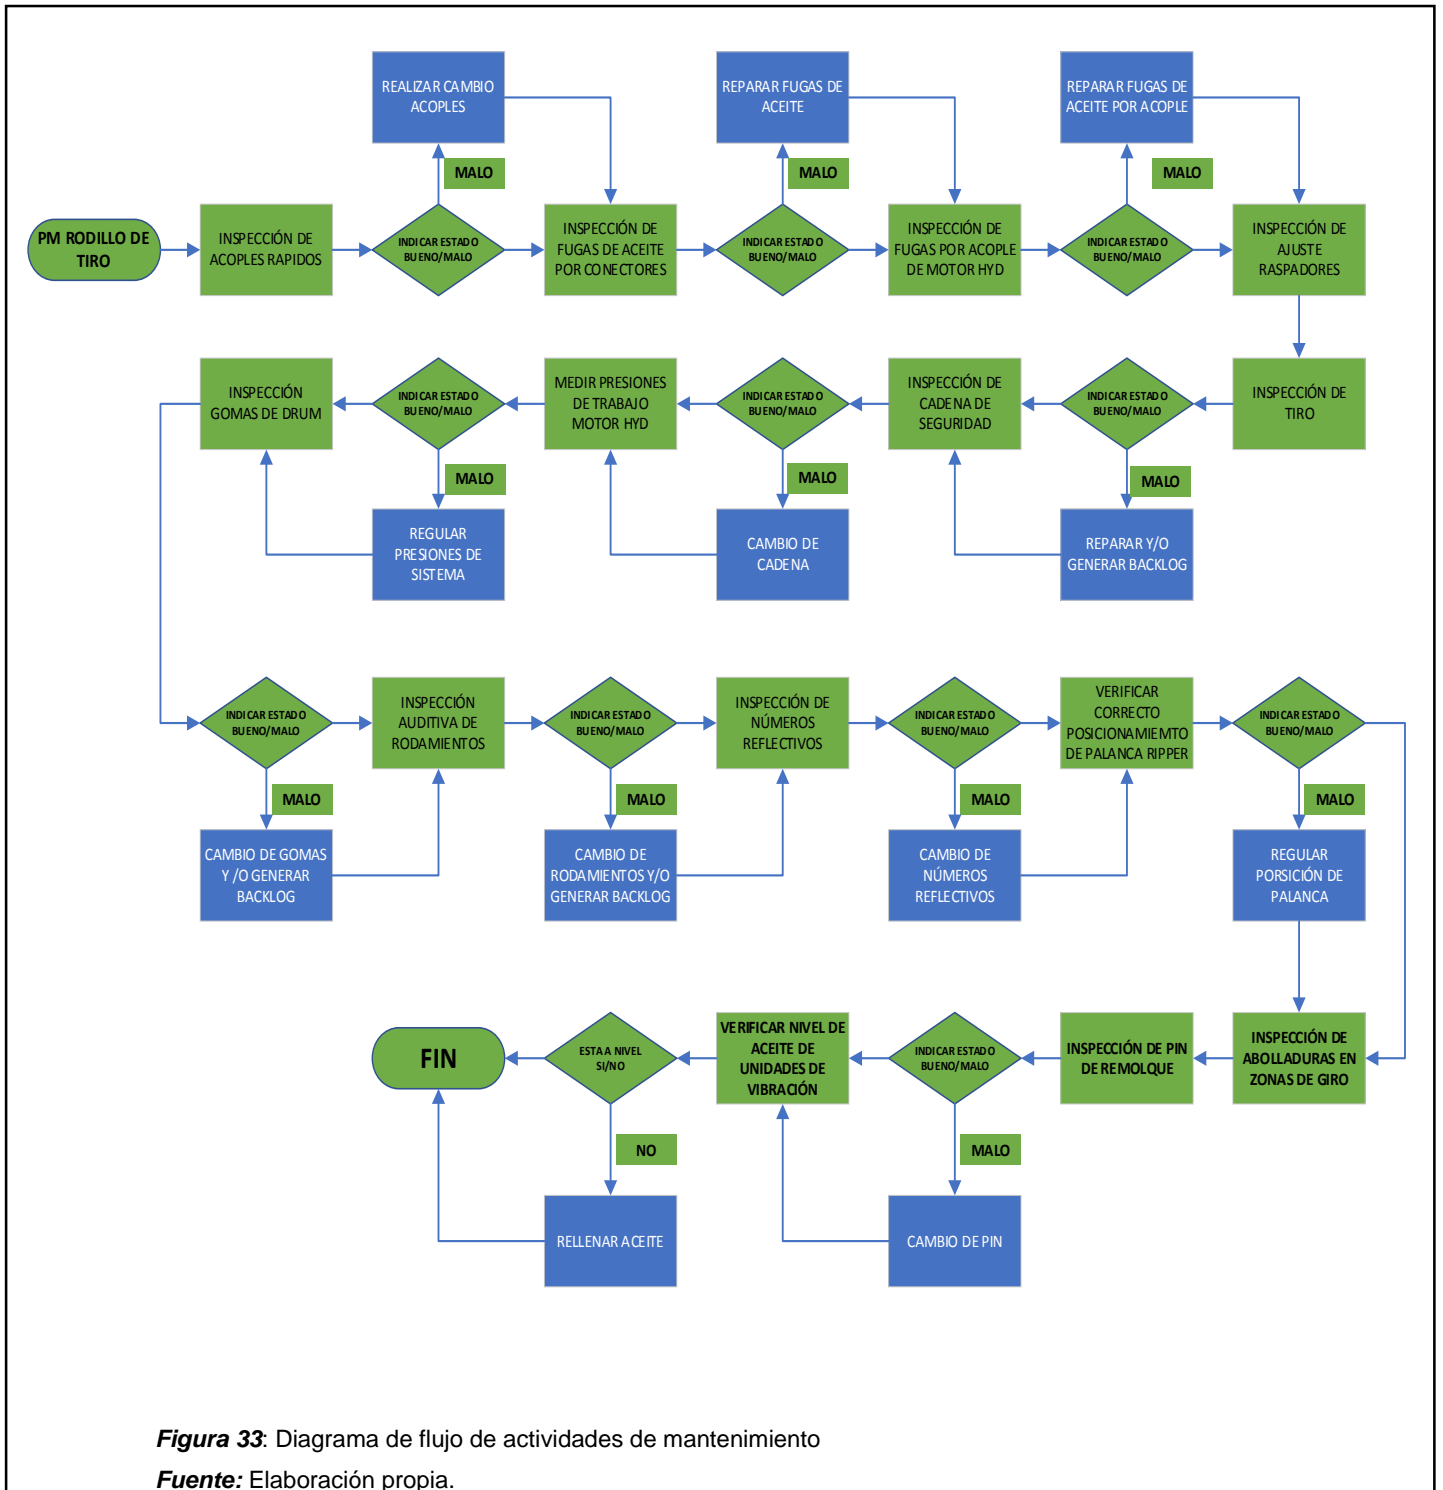 REALIZAR CAMBIO
ACOPLES
REPARAR FUGAS DE
ACEITE
REPARAR FUGAS DE
ACEITE POR ACOPLE
MALO
MALO
MALO
PM RODILLO DE
TIRO
INSPECCIÓN DE
ACOPLES RAPIDOS
INDICAR ESTADO
BUENO/MALO
INSPECCIÓN DE
FUGAS DE ACEITE
POR CONECTORES
INDICAR ESTADO
BUENO/MALO
INSPECCIÓN DE
FUGAS POR ACOPLE
DE MOTOR HYD
INDICAR ESTADO
BUENO/MALO
INSPECCIÓN DE
AJUSTE
RASPADORES
INSPECCIÓN
GOMAS DE DRUM
INDICAR ESTADO
BUENO/MALO
MEDIR PRESIONES
DE TRABAJO
MOTOR HYD
INDICAR ESTADO
BUENO/MALO
INSPECCIÓN DE
CADENA DE
SEGURIDAD
INDICAR ESTADO
BUENO/MALO
INSPECCIÓN DE
TIRO
MALO
MALO
MALO
REGULAR
PRESIONES DE
SISTEMA
CAMBIO DE
CADENA
REPARAR Y/O
GENERAR BACKLOG
INDICAR ESTADO
BUENO/MALO
INSPECCIÓN
AUDITIVA DE
RODAMIENTOS
INDICAR ESTADO
BUENO/MALO
INSPECCIÓN DE
NÚMEROS
REFLECTIVOS
INDICAR ESTADO
BUENO/MALO
VERIFICAR
CORRECTO
POSICIONAMIEMTO
DE PALANCA RIPPER
INDICAR ESTADO
BUENO/MALO
MALO
MALO
MALO
MALO
CAMBIO DE GOMAS
Y /O GENERAR
BACKLOG
CAMBIO DE
RODAMIENTOS Y/O
GENERAR BACKLOG
CAMBIO DE
NÚMEROS
REFLECTIVOS
REGULAR
PORSICIÓN DE
PALANCA
FIN
ESTA A NIVEL
SI/NO
VERIFICAR NIVEL DE
ACEITE DE
UNIDADES DE
VIBRACIÓN
INDICAR ESTADO
BUENO/MALO
INSPECCIÓN DE PIN
DE REMOLQUE
INSPECCIÓN DE
ABOLLADURAS EN
ZONAS DE GIRO
NO
MALO
RELLENAR ACEITE
CAMBIO DE PIN
Figura 33: Diagrama de flujo de actividades de mantenimiento
Fuente: Elaboración propia.